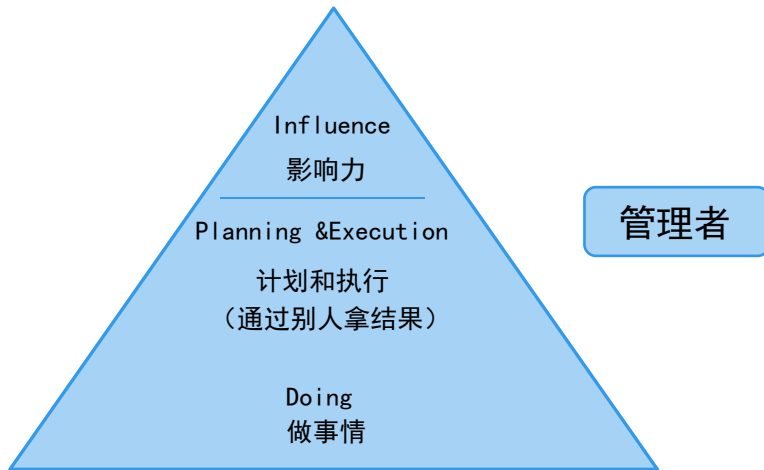 Influence
影响力
管理者
Planning &Execution
计划和执行
（通过别人拿结果）
Doing
做事情